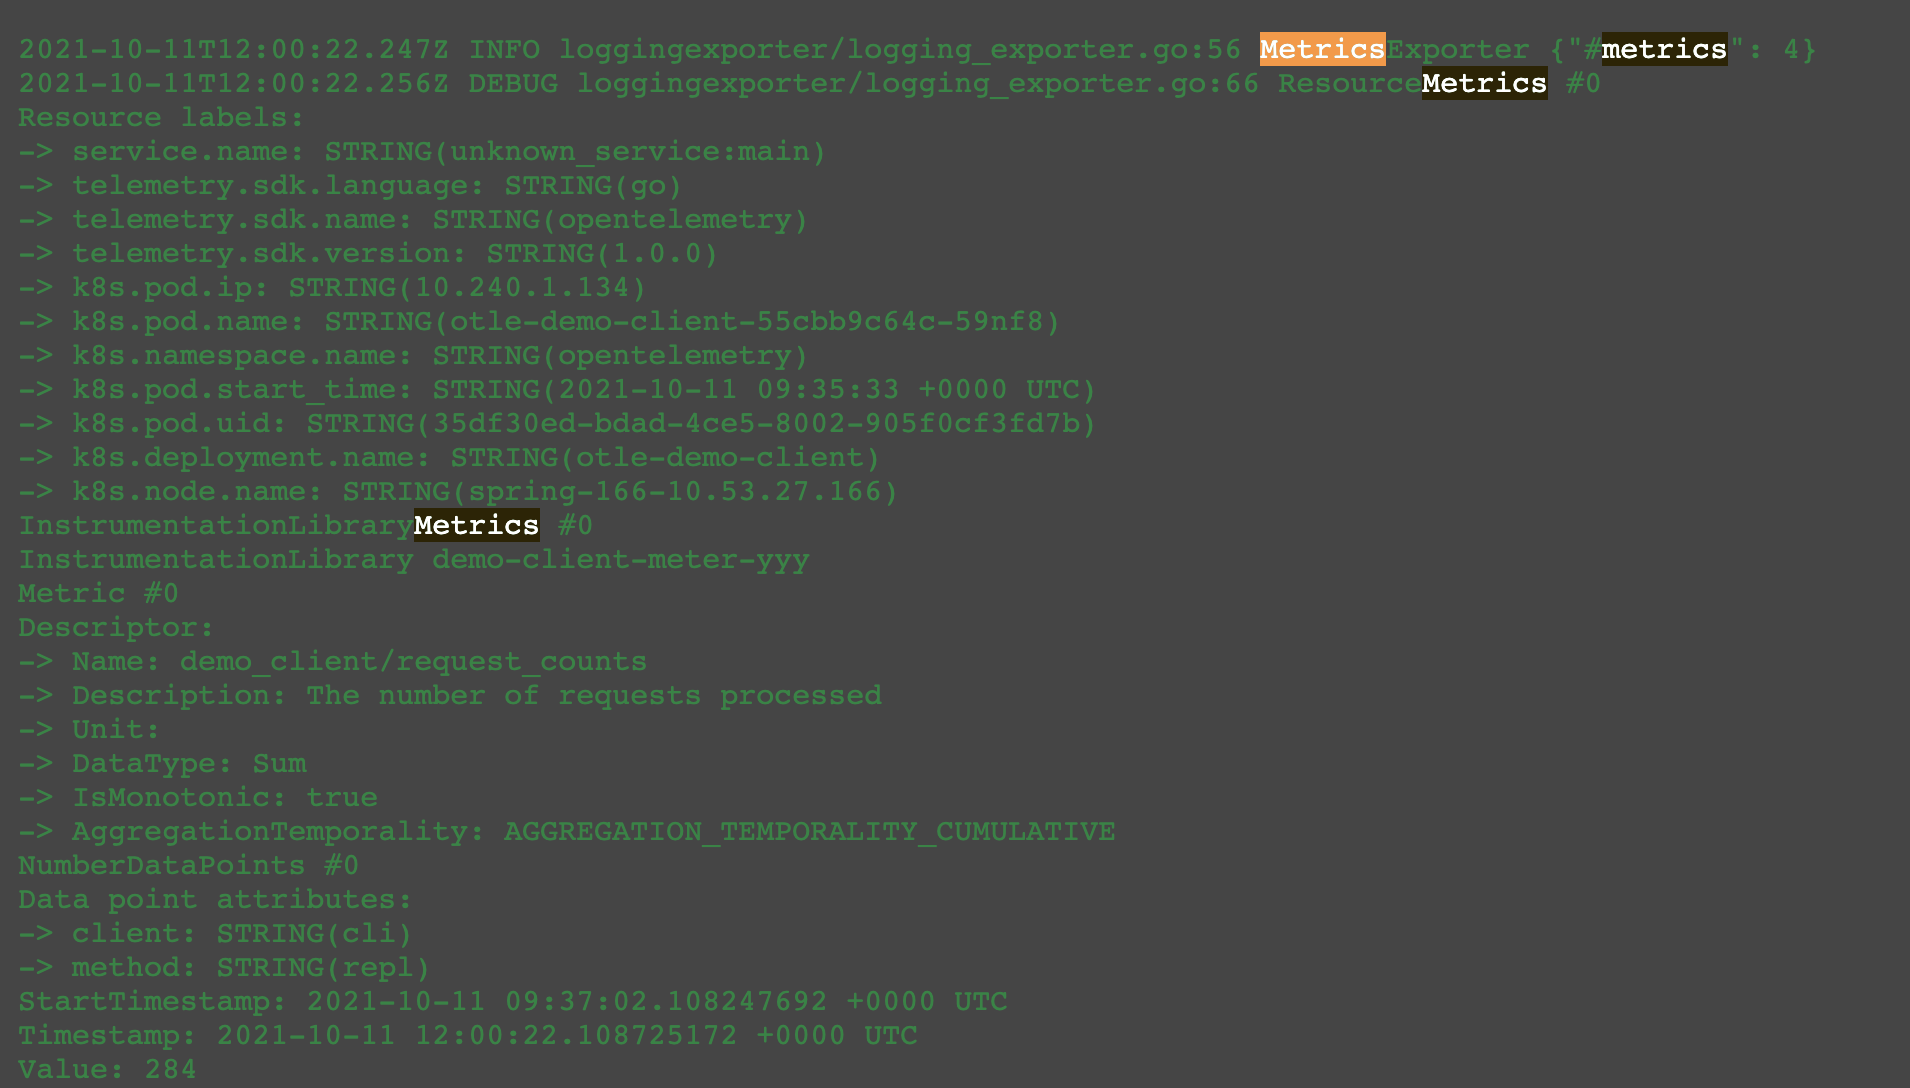 2021-10-11T12:00:22.247Z INFO loggingexporter/logging_exporter.go:56 MetricsExporter {"#metrics": 4}
2021-10-11T12:00:22.256Z DEBUG loggingexporter/logging_exporter.go:66 ResourceMetrics #0
Resource labels:
-> service.name: STRING(unknown_service:main)
-> telemetry.sdk.language: STRING(go)
-> telemetry.sdk.name: STRING(opentelemetry)
-> telemetry.sdk.version: STRING(1.0.0)
-> k8s.pod.ip: STRING(10.240.1.134)
-> k8s.pod.name: STRING(otle-demo-client-55cbb9c64c-59nf8)
-> k8s.namespace.name: STRING(opentelemetry)
-> k8s.pod.start_time: STRING(2021-10-11 09:35:33 +0000 UTC)
-> k8s.pod.uid: STRING(35df30ed-bdad-4ce5-8002-905f0cf3fd7b)
-> k8s.deployment.name: STRING(otle-demo-client)
-> k8s.node.name: STRING(spring-166-10.53.27.166)
InstrumentationLibraryMetrics #0
InstrumentationLibrary demo-client-meter-yyy
Metric #0
Descriptor:
-> Name: demo_client/request_counts
-> Description: The number of requests processed
-> Unit:
-> DataType: Sum
-> IsMonotonic: true
-> AggregationTemporality: AGGREGATION_TEMPORALITY_CUMULATIVE
NumberDataPoints #0
Data point attributes:
-> client: STRING(cli)
-> method: STRING(repl)
StartTimestamp: 2021-10-11 09:37:02.108247692 +0000 UTC
Timestamp: 2021-10-11 12:00:22.108725172 +0000 UTC
Value: 284